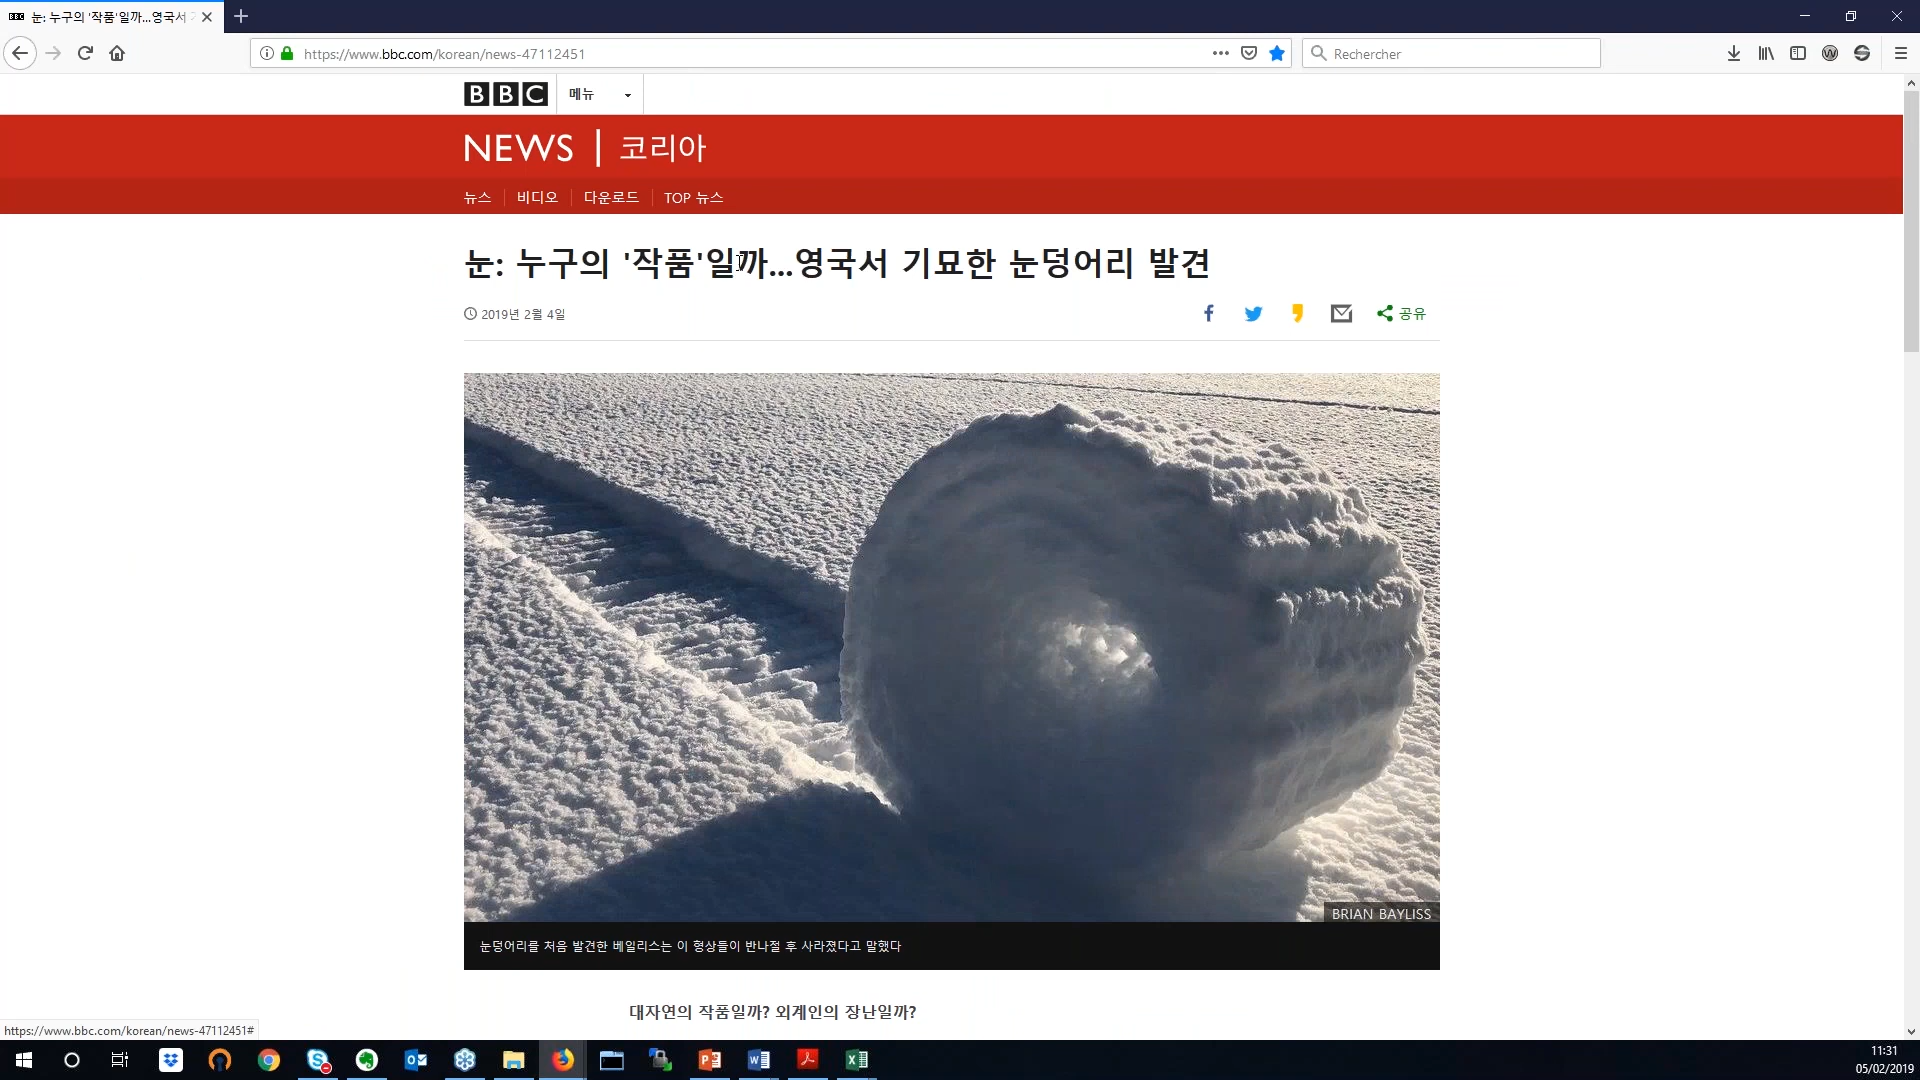 눈: 누구의 '작품'일까...영국서
https://www.bbc.com/korean/news-47112451
Rechercher
BBC
메뉴
NEWS | 코리아
뉴스
비디오
다운로드
TOP 뉴스
눈: 누구의 '작품'일까...영국서 기묘한 눈덩어리 발견
2019년 2월 4일
공유
BRIAN BAYLISS
눈덩어리를 처음 발견한 베일리스는 이 형상들이 반나절 후 사라졌다고 말했다
대자연의 작품일까? 외계인의 장난일까?
https://www.bbc.com/korean/news-47112451#
11:31
05/02/2019